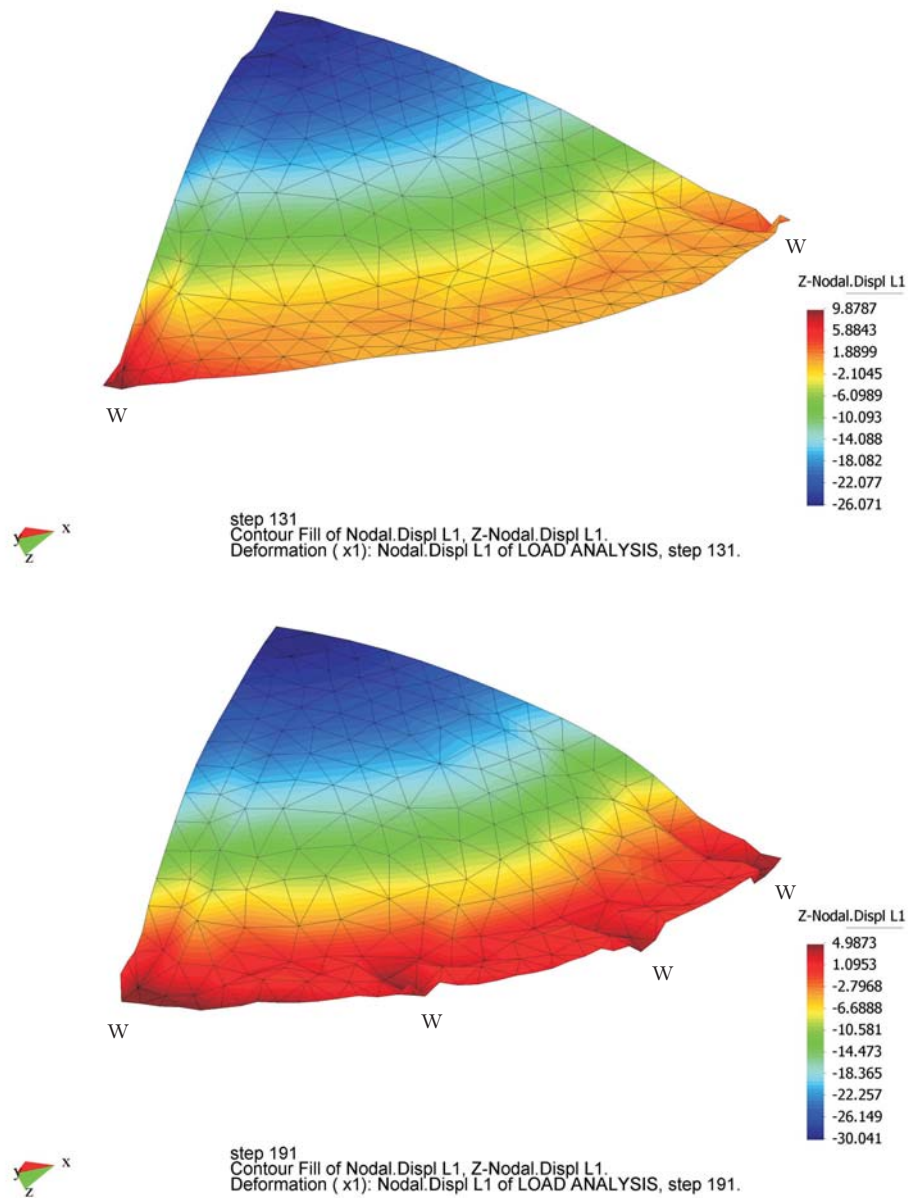 W
W
Z-Nodal.Displ L1
9.8787
5.8843
1.8899
-2.1045
-6.0989
-10.093
-14.088
-18.082
-22.077
-26.071
x
y
z
step 131
Contour Fill of Nodal.Displ L1, Z-Nodal.Displ L1.
Deformation ( x1): Nodal.Displ L1 of LOAD ANALYSIS, step 131.
W
W
W
W
Z-Nodal.Displ L1
4.9873
1.0953
-2.7968
-6.6888
-10.581
-14.473
-18.365
-22.257
-26.149
-30.041
x
y
z
step 191
Contour Fill of Nodal.Displ L1, Z-Nodal.Displ L1.
Deformation ( x1): Nodal.Displ L1 of LOAD ANALYSIS, step 191.